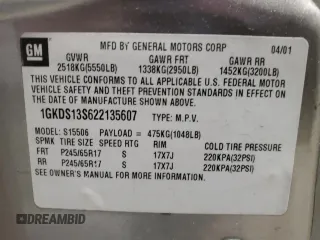 GM
MFD BY GENERAL MOTORS CORP 04/01
GVWR GAWR FRT GAWR RR
2518KG(5550LB) 1338KG(2950LB) 1452KG(3200LB)
THIS VEHICLE CONFORMS TO ALL APPLICABLE U.S. FEDERAL MOTOR
VEHICLE SAFETY AND THEFT PREVENTION STANDARDS IN EFFECT ON
THE DATE OF MANUFACTURE SHOWN ABOVE.
1GKDS13S622135607 TYPE: M.P.V.
MODEL: S15506 PAYLOAD = 475KG(1048LB)
SPMK TIRE SIZE SPEED RTG RIM COLD TIRE PRESSURE
FRT P245/65R17 S 17X7J 220KPA(32PSI)
RR P245/65R17 S 17X7J 220KPA(32PSI)
SEE OWNER'S MANUAL FOR MORE INFORMATION.
DREAMBID